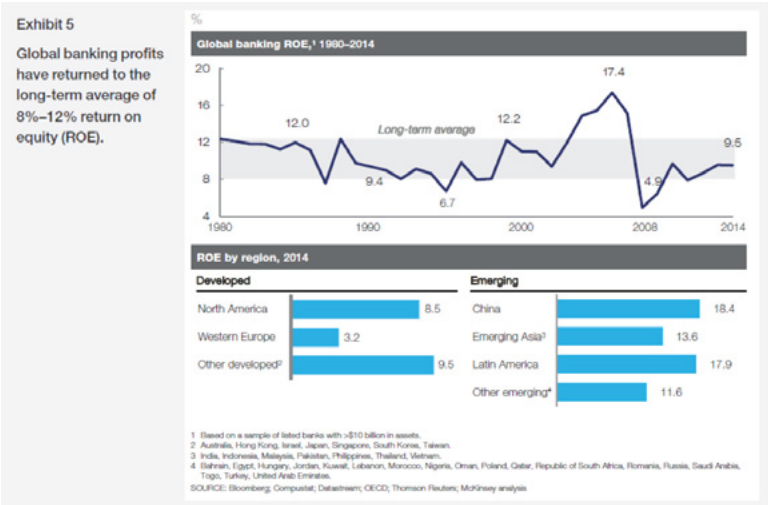 Exhibit 5
Global banking profits
have returned to the
long-term average of
8%–12% return on
equity (ROE).
%
Global banking ROE,¹ 1980–2014
20
16
12
8
4
12.0
9.4
6.7
12.2
17.4
4.9
9.5
Long-term average
1980
1990
2000
2008
2014
ROE by region, 2014
Developed
North America 8.5
Western Europe 3.2
Other developed² 9.5
Emerging
China 18.4
Emerging Asia³ 13.6
Latin America 17.9
Other emerging⁴ 11.6
1 Based on a sample of listed banks with >$10 billion in assets.
2 Australia, Hong Kong, Israel, Japan, Singapore, South Korea, Taiwan.
3 India, Indonesia, Malaysia, Pakistan, Philippines, Thailand, Vietnam.
4 Bahrain, Egypt, Hungary, Jordan, Kuwait, Lebanon, Morocco, Nigeria, Oman, Poland, Qatar, Republic of South Africa, Romania, Russia, Saudi Arabia,
Togo, Turkey, United Arab Emirates.
SOURCE: Bloomberg; Compustat; Datastream; OECD; Thomson Reuters; McKinsey analysis